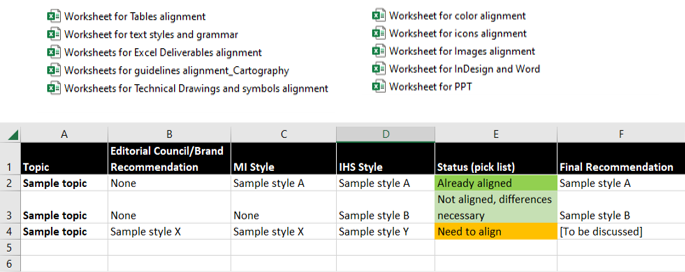 Worksheet for Tables alignment
Worksheet for text styles and grammar
Worksheets for Excel Deliverables alignment
Worksheets for guidelines alignment_Cartography
Worksheets for Technical Drawings and symbols alignment
Worksheet for color alignment
Worksheet for icons alignment
Worksheet for Images alignment
Worksheet for InDesign and Word
Worksheet for PPT
A B C D E F
1 Topic Editorial Council/Brand Recommendation MI Style IHS Style Status (pick list) Final Recommendation
2 Sample topic None Sample style A Sample style A Already aligned Sample style A
3 Sample topic None None Sample style B Not aligned, differences necessary Sample style B
4 Sample topic Sample style X Sample style X Sample style Y Need to align [To be discussed]
5
6